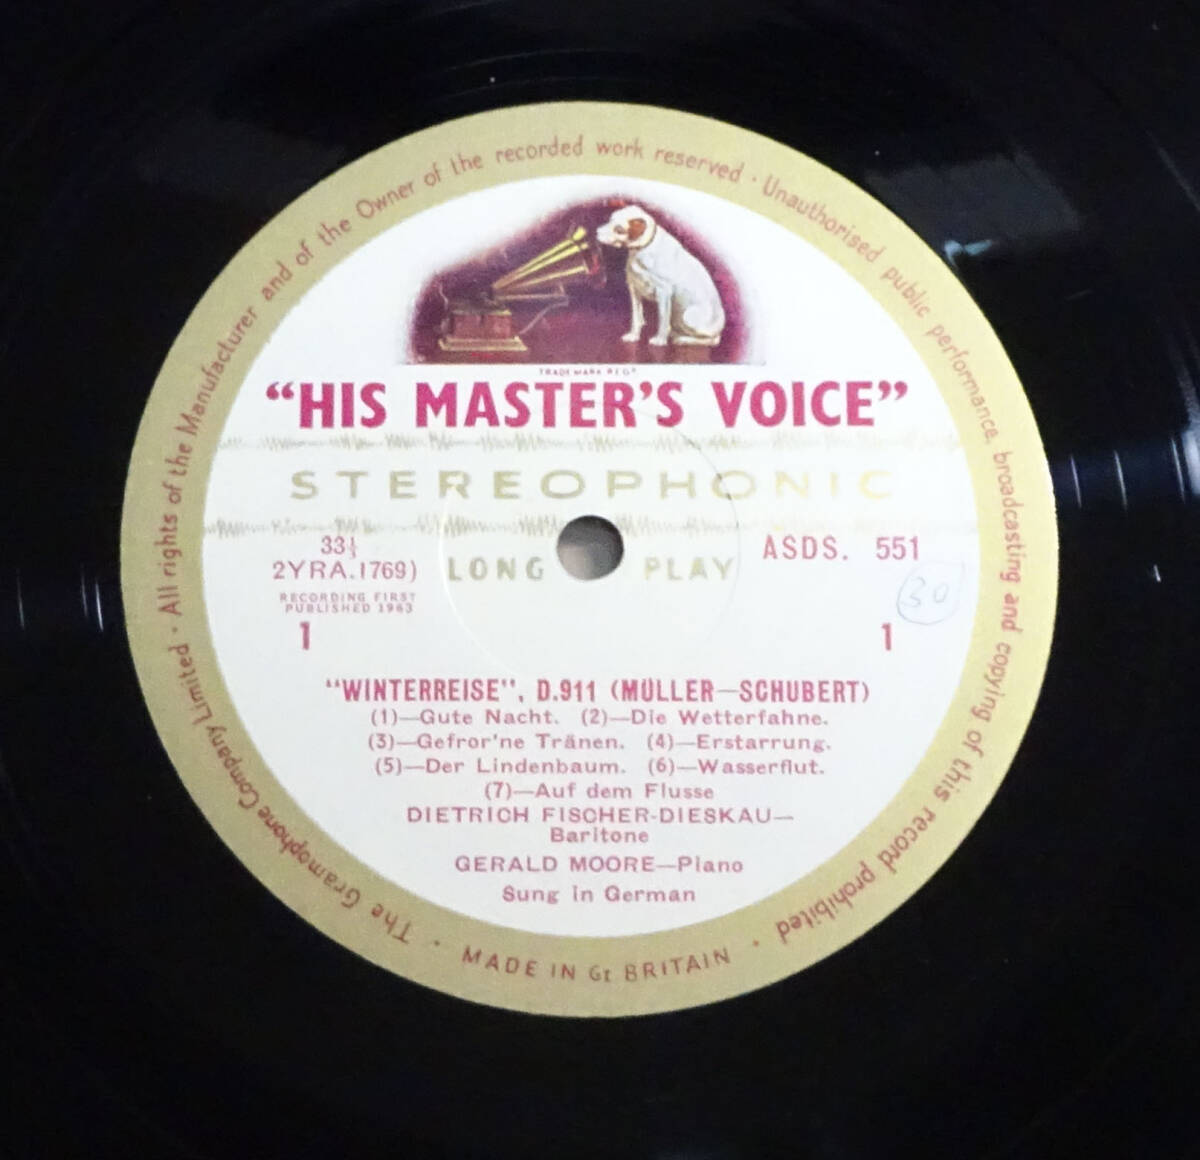 · All rights of the Manufacturer and of the Owner of the recorded work reserved · Unauthorised public performance, broadcasting and copying of this record prohibited ·
TRADE MARK REGᴰ
“HIS MASTER'S VOICE”
STEREOPHONIC
33⅓
2YRA.1769)
LONG PLAY
ASDS. 551
RECORDING FIRST
PUBLISHED 1963
30
1
1
“WINTERREISE”, D.911 (MÜLLER—SCHUBERT)
(1)—Gute Nacht. (2)—Die Wetterfahne.
(3)—Gefror'ne Tränen. (4)—Erstarrung.
(5)—Der Lindenbaum. (6)—Wasserflut.
(7)—Auf dem Flusse
DIETRICH FISCHER-DIESKAU—
Baritone
GERALD MOORE—Piano
Sung in German
The Gramophone Company Limited ·
MADE IN Gt BRITAIN